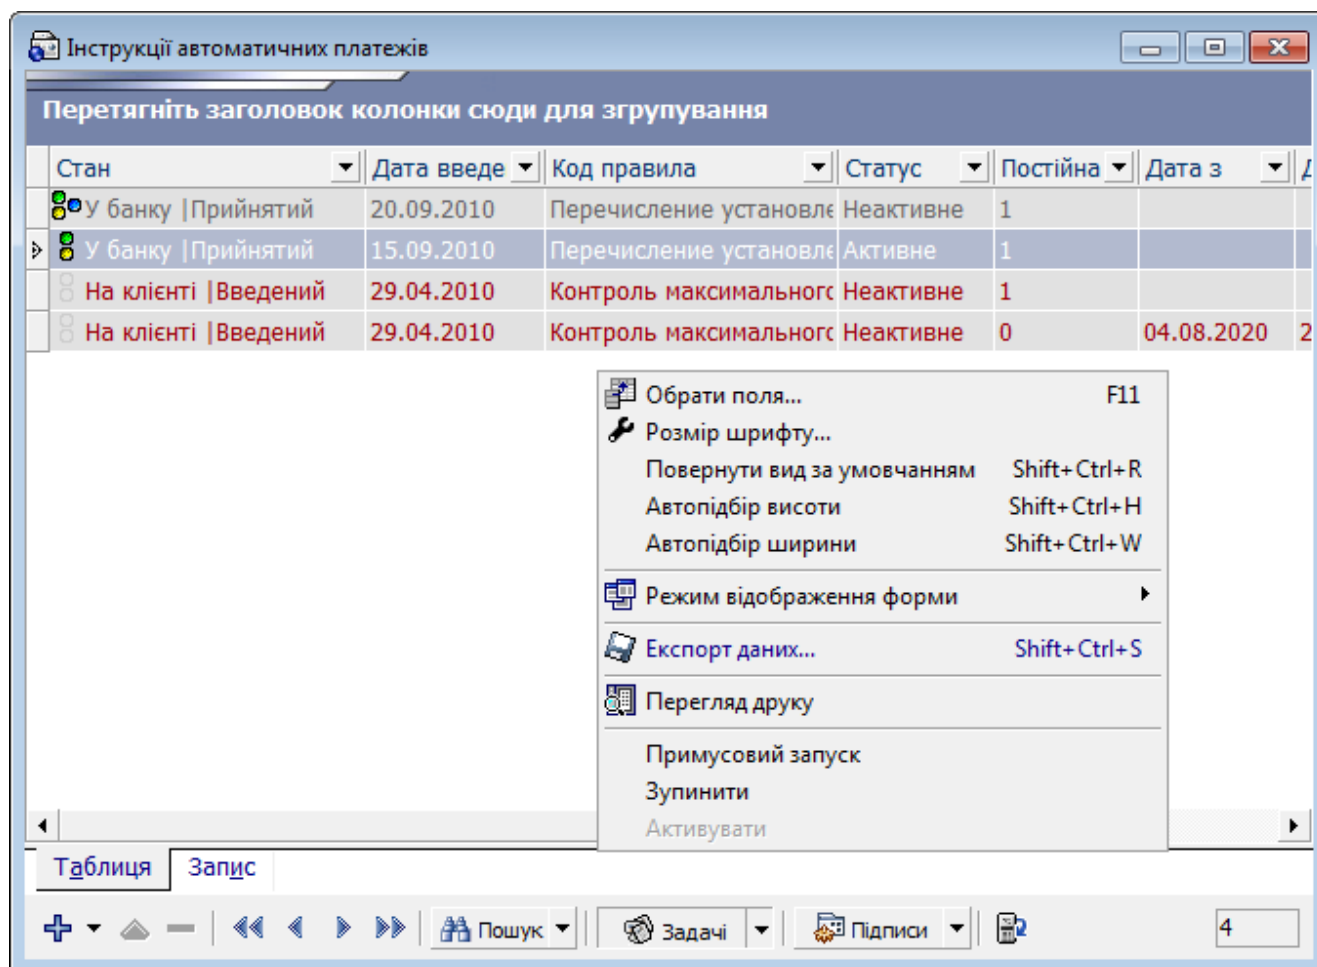 Інструкції автоматичних платежів
Перетягніть заголовок колонки сюди для згрупування
Стан Дата введе Код правила Статус Постійна Дата з Д
У банку |Прийнятий 20.09.2010 Перечисление установле Неактивне 1
У банку |Прийнятий 15.09.2010 Перечисление установле Активне 1
На клієнті |Введений 29.04.2010 Контроль максимальног Неактивне 1
На клієнті |Введений 29.04.2010 Контроль максимальног Неактивне 0 04.08.2020 2
Обрати поля... F11
Розмір шрифту...
Повернути вид за умовчанням Shift+Ctrl+R
Автопідбір висоти Shift+Ctrl+H
Автопідбір ширини Shift+Ctrl+W
Режим відображення форми
Експорт даних... Shift+Ctrl+S
Перегляд друку
Примусовий запуск
Зупинити
Активувати
Таблиця Запис
Пошук Задачі Підписи 4